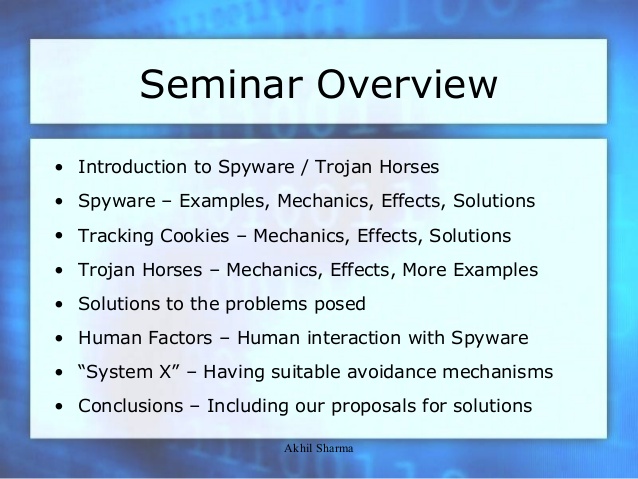 Seminar Overview
• Introduction to Spyware / Trojan Horses
• Spyware – Examples, Mechanics, Effects, Solutions
• Tracking Cookies – Mechanics, Effects, Solutions
• Trojan Horses – Mechanics, Effects, More Examples
• Solutions to the problems posed
• Human Factors – Human interaction with Spyware
• “System X” – Having suitable avoidance mechanisms
• Conclusions – Including our proposals for solutions
Akhil Sharma